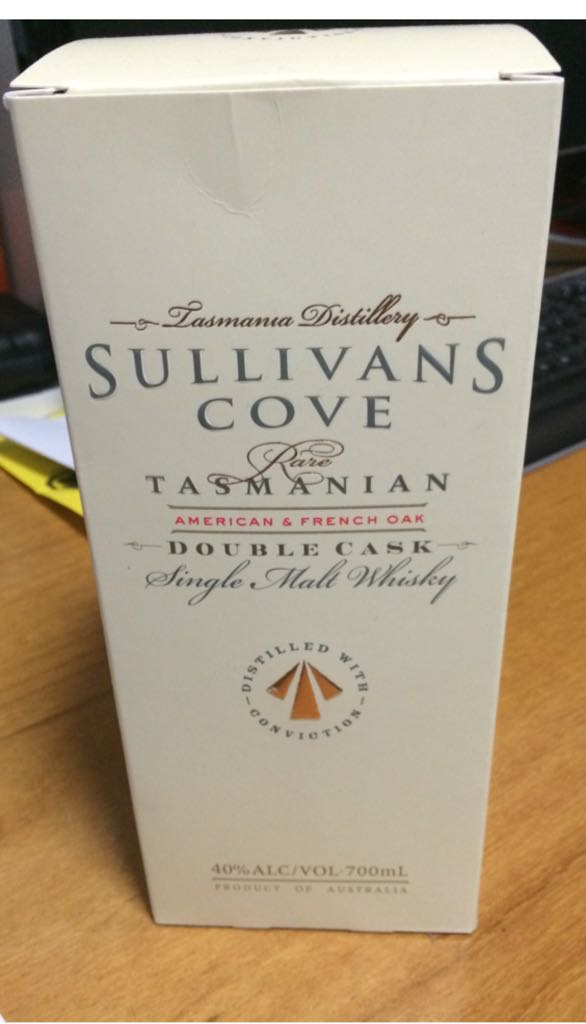 Tasmania Distillery
SULLIVANS
COVE
Rare
TASMANIAN
AMERICAN & FRENCH OAK
DOUBLE CASK
Single Malt Whisky
DISTILLED WITH
CONVICTION
40% ALC/VOL·700mL
PRODUCT OF AUSTRALIA